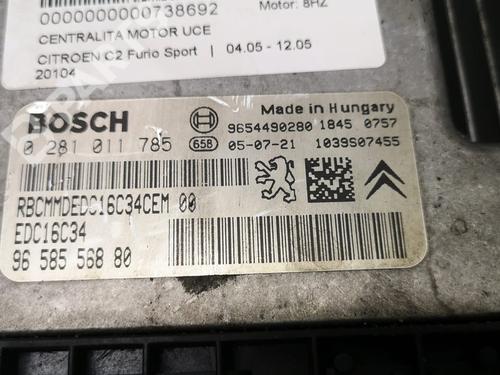 0000000000738692
Motor: 8HZ
CENTRALITA MOTOR UCE
CITROEN C2 Furio Sport | 04.05 - 12.05
20104
BOSCH
Made in Hungary
9654490280 1845 0757
0 281 011 785 658 05-07-21 1039S07455
RBCMMDEDC16C34CEM 00
EDC16C34
96 585 568 80